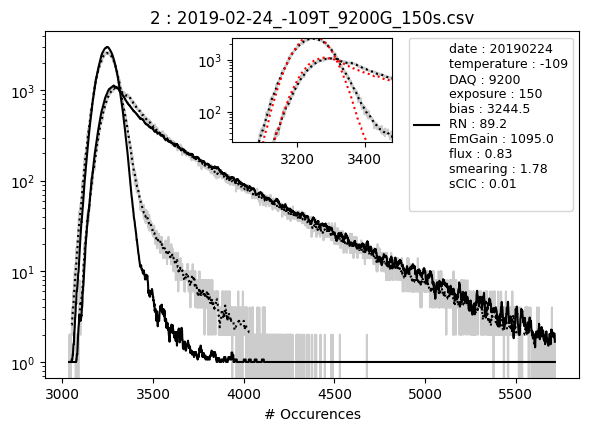 2 : 2019-02-24_-109T_9200G_150s.csv
10³
10²
10¹
10⁰
10³
10²
3200
3400
date : 20190224
temperature : -109
DAQ : 9200
exposure : 150
bias : 3244.5
RN : 89.2
EmGain : 1095.0
flux : 0.83
smearing : 1.78
sCIC : 0.01
3000
3500
4000
4500
5000
5500
# Occurences